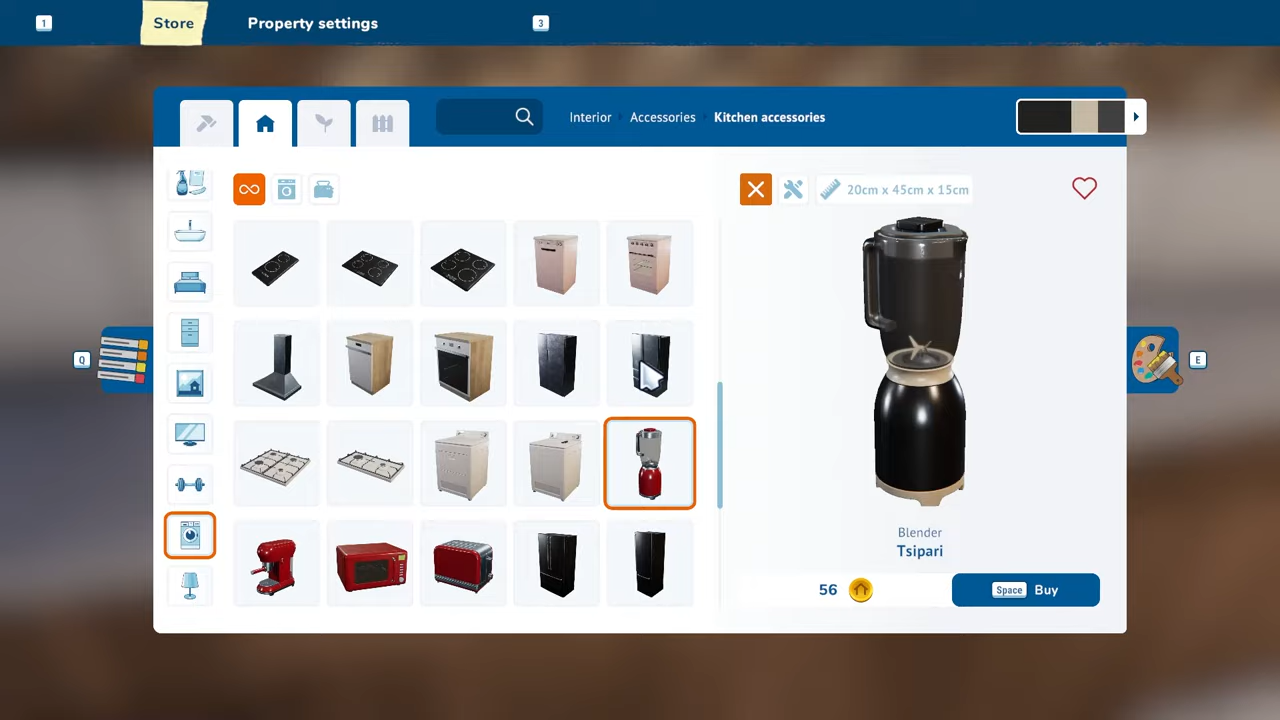 1
Store
Property settings
3
Interior
Accessories
Kitchen accessories
20cm x 45cm x 15cm
Q
E
Blender
Tsipari
56
Space Buy